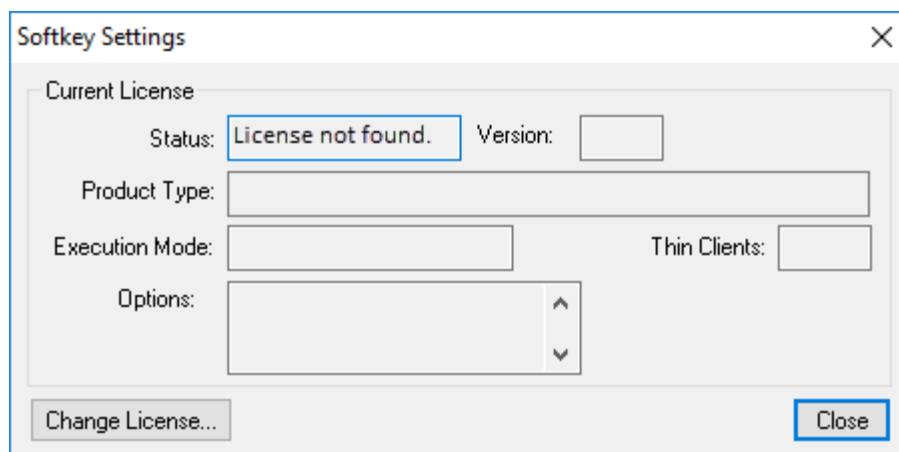 Softkey Settings
Current License
Status: License not found. Version:
Product Type:
Execution Mode: Thin Clients:
Options:
Change License... Close